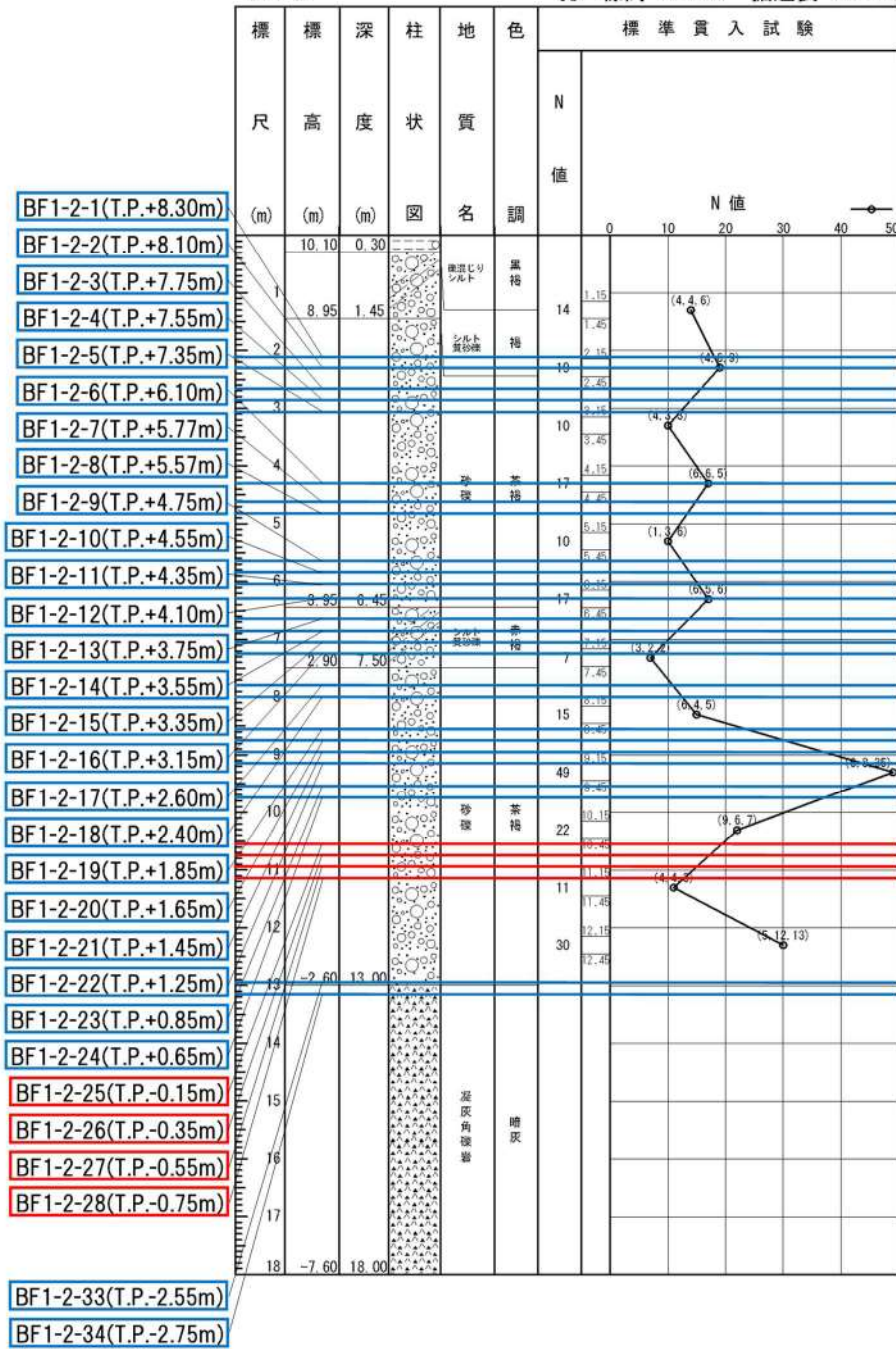 標尺(m)
標高(m)
深度(m)
柱状図
地質名
色調
標準貫入試験
N値
N 値
0 10 20 30 40 50
BF1-2-1(T.P.+8.30m)
BF1-2-2(T.P.+8.10m)
BF1-2-3(T.P.+7.75m)
BF1-2-4(T.P.+7.55m)
BF1-2-5(T.P.+7.35m)
BF1-2-6(T.P.+6.10m)
BF1-2-7(T.P.+5.77m)
BF1-2-8(T.P.+5.57m)
BF1-2-9(T.P.+4.75m)
BF1-2-10(T.P.+4.55m)
BF1-2-11(T.P.+4.35m)
BF1-2-12(T.P.+4.10m)
BF1-2-13(T.P.+3.75m)
BF1-2-14(T.P.+3.55m)
BF1-2-15(T.P.+3.35m)
BF1-2-16(T.P.+3.15m)
BF1-2-17(T.P.+2.60m)
BF1-2-18(T.P.+2.40m)
BF1-2-19(T.P.+1.85m)
BF1-2-20(T.P.+1.65m)
BF1-2-21(T.P.+1.45m)
BF1-2-22(T.P.+1.25m)
BF1-2-23(T.P.+0.85m)
BF1-2-24(T.P.+0.65m)
BF1-2-25(T.P.-0.15m)
BF1-2-26(T.P.-0.35m)
BF1-2-27(T.P.-0.55m)
BF1-2-28(T.P.-0.75m)
BF1-2-33(T.P.-2.55m)
BF1-2-34(T.P.-2.75m)
1
2
3
4
5
6
7
8
9
10
11
12
13
14
15
16
17
18
10.10 0.30
8.95 1.45
3.95 6.45
2.90 7.50
-2.60 13.00
-7.60 18.00
礫混じり
シルト
黒褐
シルト
質砂礫
褐
砂礫
茶褐
シルト
質砂礫
赤褐
砂礫
茶褐
凝灰角礫岩
暗灰
14
19
10
17
10
17
7
15
49
22
11
30
1.15
1.45
2.15
2.45
3.15
3.45
4.15
4.45
5.15
5.45
6.15
6.45
7.15
7.45
8.15
8.45
9.15
9.45
10.15
10.45
11.15
11.45
12.15
12.45
(4,4,6)
(6,6,5)
(1,3,6)
(6,5,6)
(3,2,2)
(6,4,5)
(9,6,7)
(4,4,3)
(5,12,13)